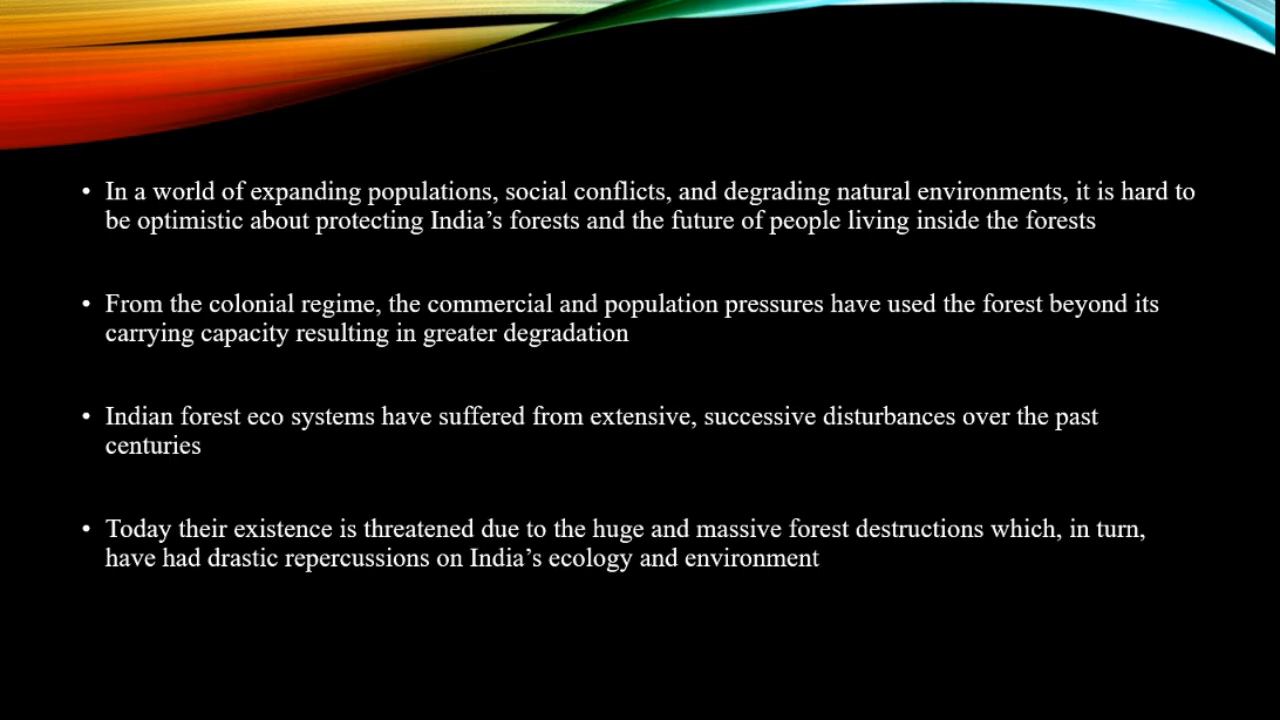 • In a world of expanding populations, social conflicts, and degrading natural environments, it is hard to
be optimistic about protecting India’s forests and the future of people living inside the forests
• From the colonial regime, the commercial and population pressures have used the forest beyond its
carrying capacity resulting in greater degradation
• Indian forest eco systems have suffered from extensive, successive disturbances over the past
centuries
• Today their existence is threatened due to the huge and massive forest destructions which, in turn,
have had drastic repercussions on India’s ecology and environment